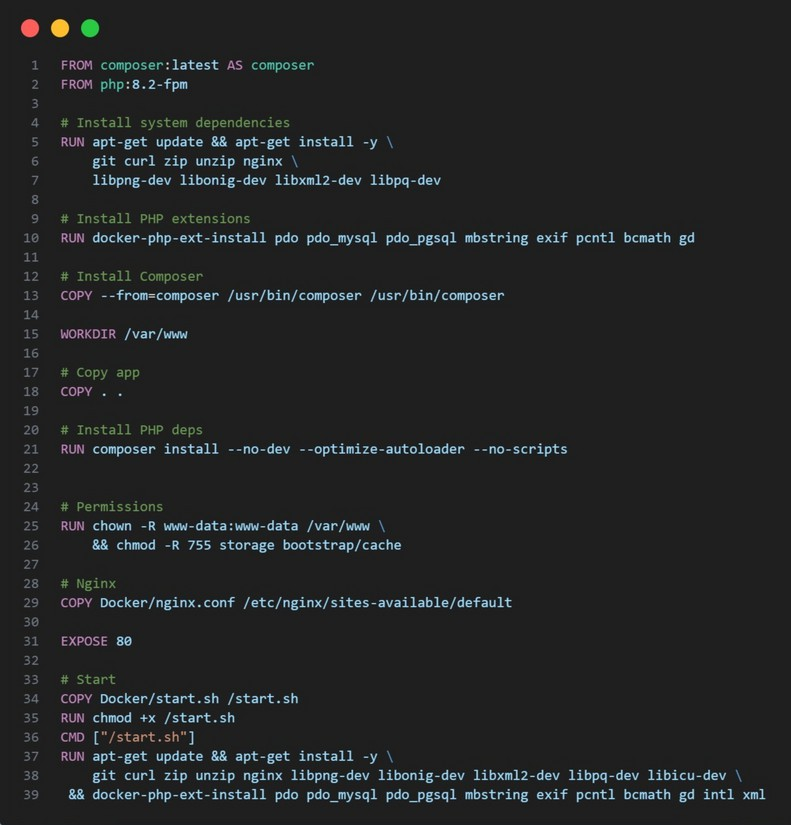 1 FROM composer:latest AS composer
2 FROM php:8.2-fpm
3
4 # Install system dependencies
5 RUN apt-get update && apt-get install -y \
6     git curl zip unzip nginx \
7     libpng-dev libonig-dev libxml2-dev libpq-dev
8
9 # Install PHP extensions
10 RUN docker-php-ext-install pdo pdo_mysql pdo_pgsql mbstring exif pcntl bcmath gd
11
12 # Install Composer
13 COPY --from=composer /usr/bin/composer /usr/bin/composer
14
15 WORKDIR /var/www
16
17 # Copy app
18 COPY . .
19
20 # Install PHP deps
21 RUN composer install --no-dev --optimize-autoloader --no-scripts
22
23
24 # Permissions
25 RUN chown -R www-data:www-data /var/www \
26     && chmod -R 755 storage bootstrap/cache
27
28 # Nginx
29 COPY Docker/nginx.conf /etc/nginx/sites-available/default
30
31 EXPOSE 80
32
33 # Start
34 COPY Docker/start.sh /start.sh
35 RUN chmod +x /start.sh
36 CMD ["/start.sh"]
37 RUN apt-get update && apt-get install -y \
38     git curl zip unzip nginx libpng-dev libonig-dev libxml2-dev libpq-dev libicu-dev \
39  && docker-php-ext-install pdo pdo_mysql pdo_pgsql mbstring exif pcntl bcmath gd intl xml